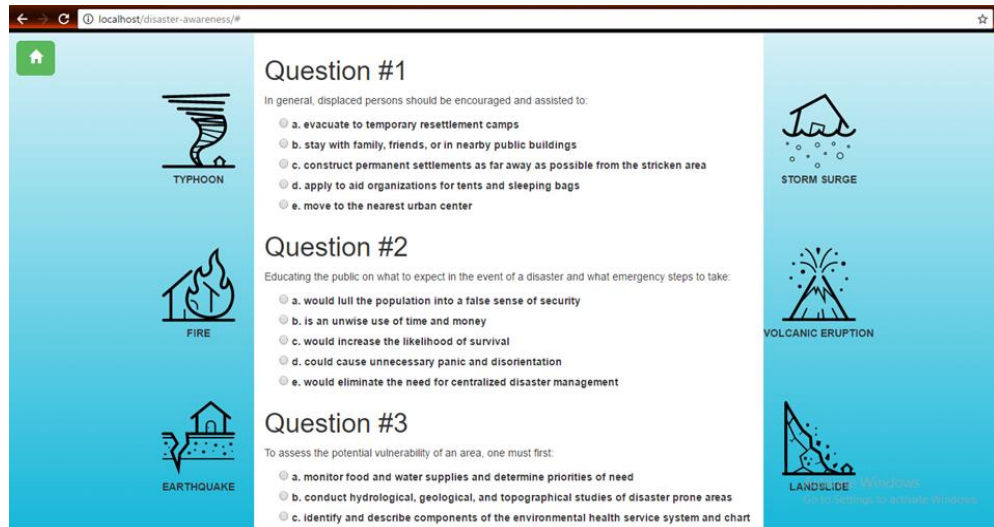 localhost/disaster-awareness/#
Question #1
In general, displaced persons should be encouraged and assisted to:
a. evacuate to temporary resettlement camps
b. stay with family, friends, or in nearby public buildings
c. construct permanent settlements as far away as possible from the stricken area
d. apply to aid organizations for tents and sleeping bags
e. move to the nearest urban center
TYPHOON
STORM SURGE
Question #2
Educating the public on what to expect in the event of a disaster and what emergency steps to take:
a. would lull the population into a false sense of security
b. is an unwise use of time and money
c. would increase the likelihood of survival
d. could cause unnecessary panic and disorientation
e. would eliminate the need for centralized disaster management
FIRE
VOLCANIC ERUPTION
Question #3
To assess the potential vulnerability of an area, one must first:
a. monitor food and water supplies and determine priorities of need
b. conduct hydrological, geological, and topographical studies of disaster prone areas
c. identify and describe components of the environmental health service system and chart
EARTHQUAKE
LANDSLIDE
Windows
Go to Settings to activate Windows.